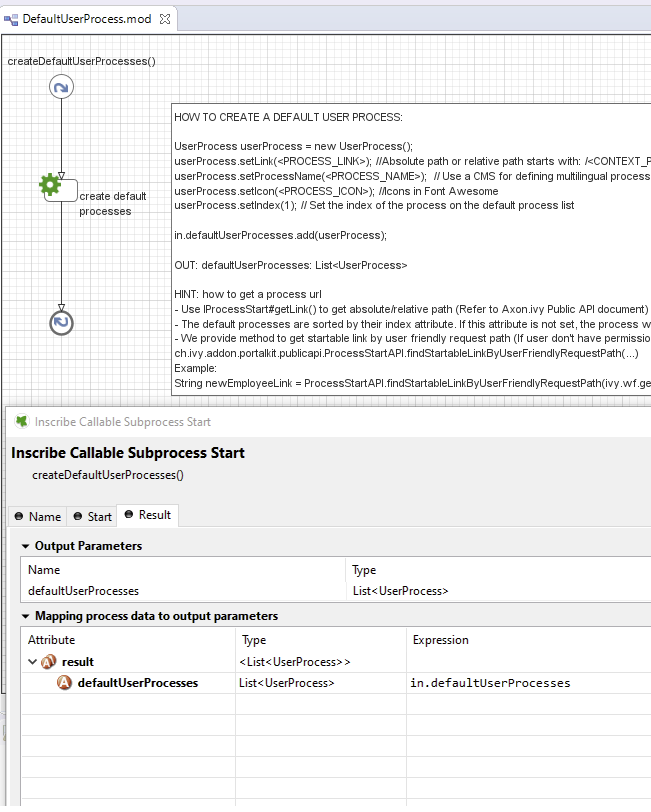 DefaultUserProcess.mod
createDefaultUserProcesses()
create default
processes
HOW TO CREATE A DEFAULT USER PROCESS:
UserProcess userProcess = new UserProcess();
userProcess.setLink(<PROCESS_LINK>); //Absolute path or relative path starts with: /<CONTEXT_P
userProcess.setProcessName(<PROCESS_NAME>); // Use a CMS for defining multilingual process
userProcess.setIcon(<PROCESS_ICON>); //Icons in Font Awesome
userProcess.setIndex(1); // Set the index of the process on the default process list
in.defaultUserProcesses.add(userProcess);
OUT: defaultUserProcesses: List<UserProcess>
HINT: how to get a process url
- Use IProcessStart#getLink() to get absolute/relative path (Refer to Axon.ivy Public API document)
- The default processes are sorted by their index attribute. If this attribute is not set, the process w
- We provide method to get startable link by user friendly request path (If user don't have permissio
ch.ivy.addon.portalkit.publicapi.ProcessStartAPI.findStartableLinkByUserFriendlyRequestPath(...)
Example:
String newEmployeeLink = ProcessStartAPI.findStartableLinkByUserFriendlyRequestPath(ivy.wf.ge
Inscribe Callable Subprocess Start
Inscribe Callable Subprocess Start
createDefaultUserProcesses()
Name Start Result
Output Parameters
Name Type
defaultUserProcesses List<UserProcess>
Mapping process data to output parameters
Attribute Type Expression
result <List<UserProcess>>
defaultUserProcesses List<UserProcess> in.defaultUserProcesses